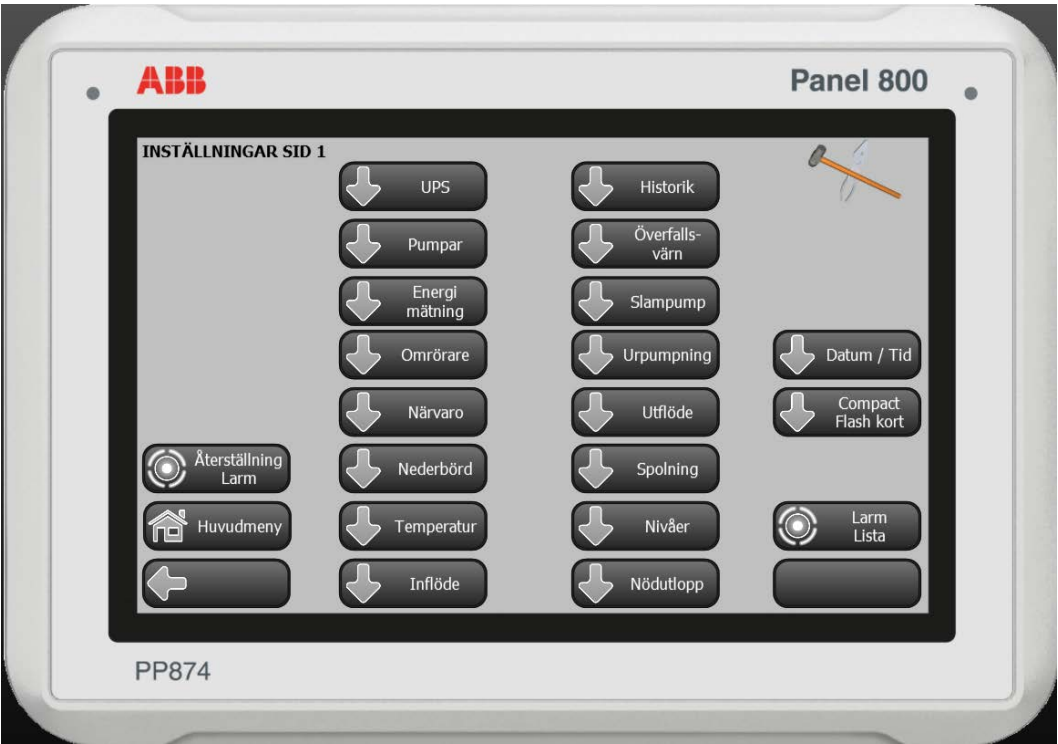 ABB
Panel 800
INSTÄLLNINGAR SID 1
UPS
Historik
Pumpar
Överfalls-
värn
Energi
mätning
Slampump
Omrörare
Urpumpning
Datum / Tid
Närvaro
Utflöde
Compact
Flash kort
Återställning
Larm
Nederbörd
Spolning
Huvudmeny
Temperatur
Nivåer
Larm
Lista
Inflöde
Nödutlopp
PP874